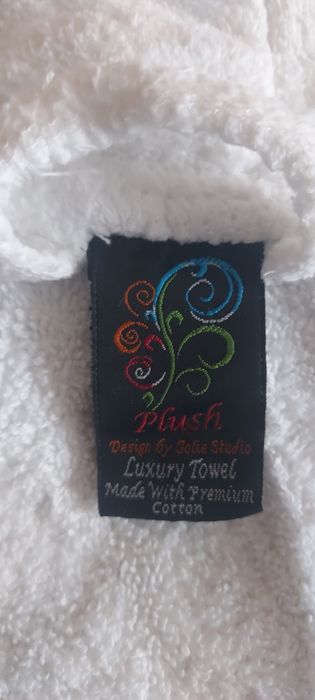 Plush
Design by Jolie Studio
Luxury Towel
Made With Premium
Cotton